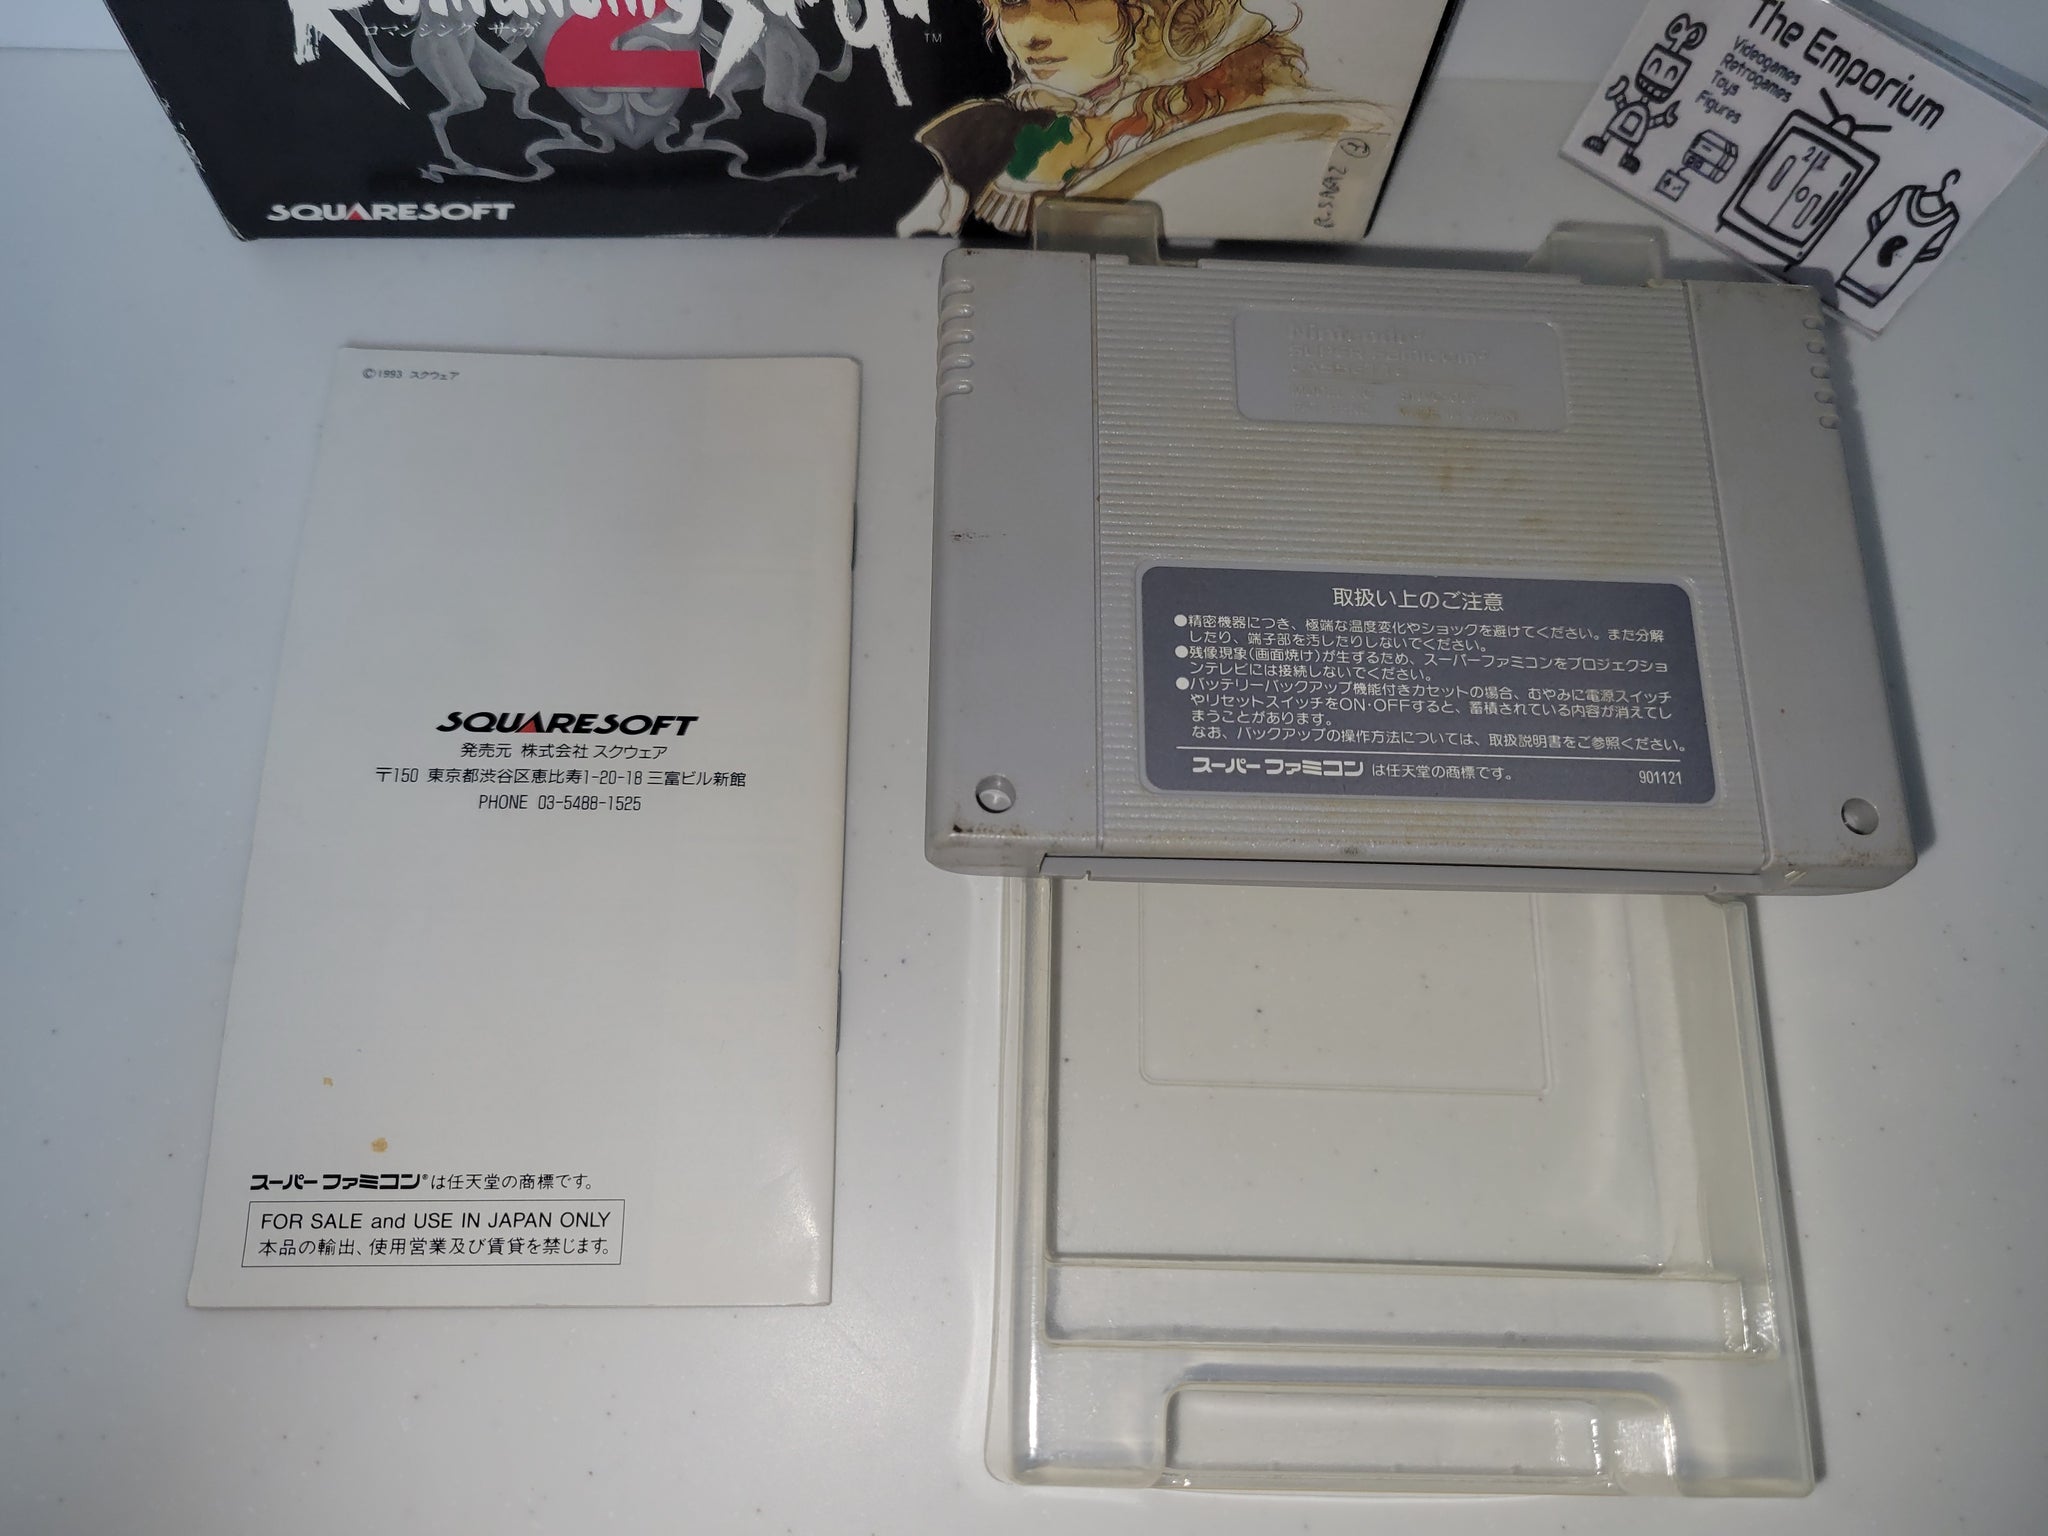 Romancing Sa・Ga
ロマンシング サ・ガ
TM
2
SQUARESOFT
R.SAGA2 1
The Emporium
Videogames
Retrogames
Toys
Figures
©1993 スクウェア
SQUARESOFT
発売元 株式会社 スクウェア
〒150 東京都渋谷区恵比寿1-20-18 三富ビル新館
PHONE 03-5488-1525
スーパーファミコン®は任天堂の商標です。
FOR SALE and USE IN JAPAN ONLY
本品の輸出、使用営業及び賃貸を禁じます。
Nintendo®
SUPER FAMICOM®
CASSETTE
MADE IN JAPAN
取扱い上のご注意
●精密機器につき、極端な温度変化やショックを避けてください。また分解
したり、端子部を汚したりしないでください。
●残像現象(画面焼け)が生ずるため、スーパーファミコンをプロジェクショ
ンテレビには接続しないでください。
●バッテリーバックアップ機能付きカセットの場合、むやみに電源スイッチ
やリセットスイッチをON・OFFすると、蓄積されている内容が消えてし
まうことがあります。
なお、バックアップの操作方法については、取扱説明書をご参照ください。
スーパーファミコン は任天堂の商標です。
901121